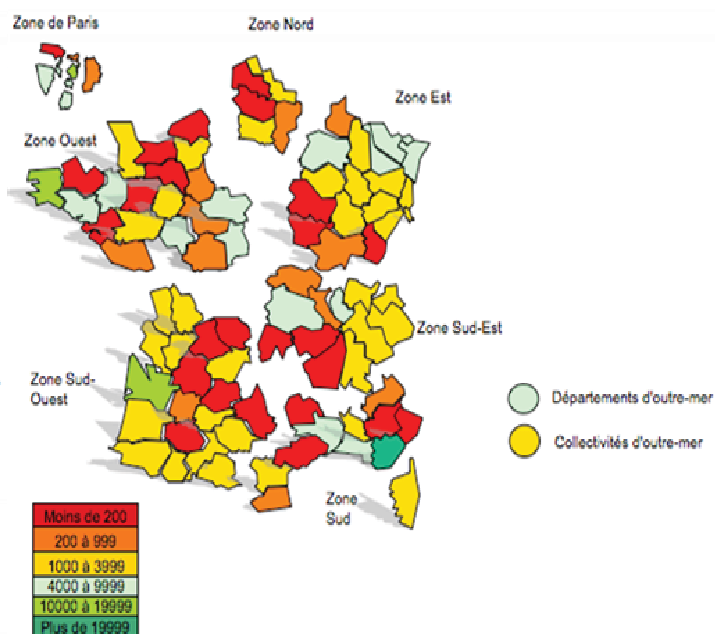 Zone de Paris
Zone Nord
Zone Est
Zone Ouest
Zone Sud-Est
Zone Sud-
Ouest
Départements d'outre-mer
Collectivités d'outre-mer
Zone
Sud
Moins de 200
200 à 999
1000 à 3999
4000 à 9999
10000 à 19999
Plus de 19999